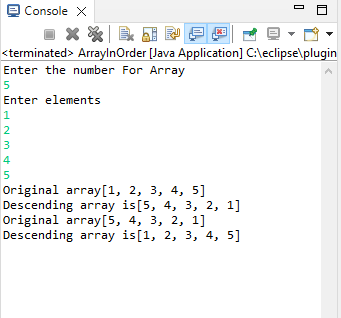 Console
<terminated> ArrayInOrder [Java Application] C:\eclipse\plugin
Enter the number For Array
5
Enter elements
1
2
3
4
5
Original array[1, 2, 3, 4, 5]
Descending array is[5, 4, 3, 2, 1]
Original array[5, 4, 3, 2, 1]
Descending array is[1, 2, 3, 4, 5]